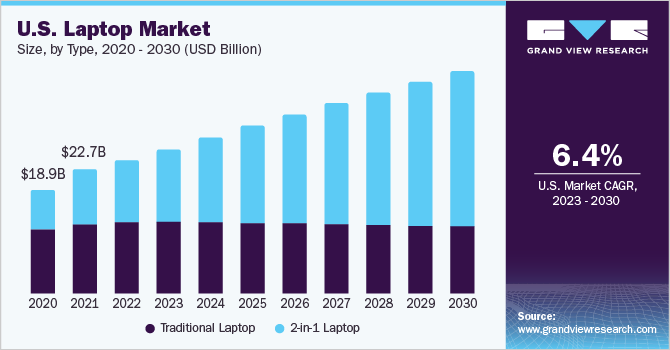 U.S. Laptop Market
Size, by Type, 2020 - 2030 (USD Billion)
GRAND VIEW RESEARCH
$18.9B
$22.7B
6.4%
U.S. Market CAGR,
2023 - 2030
2020 2021 2022 2023 2024 2025 2026 2027 2028 2029 2030
Traditional Laptop 2-in-1 Laptop
Source:
www.grandviewresearch.com